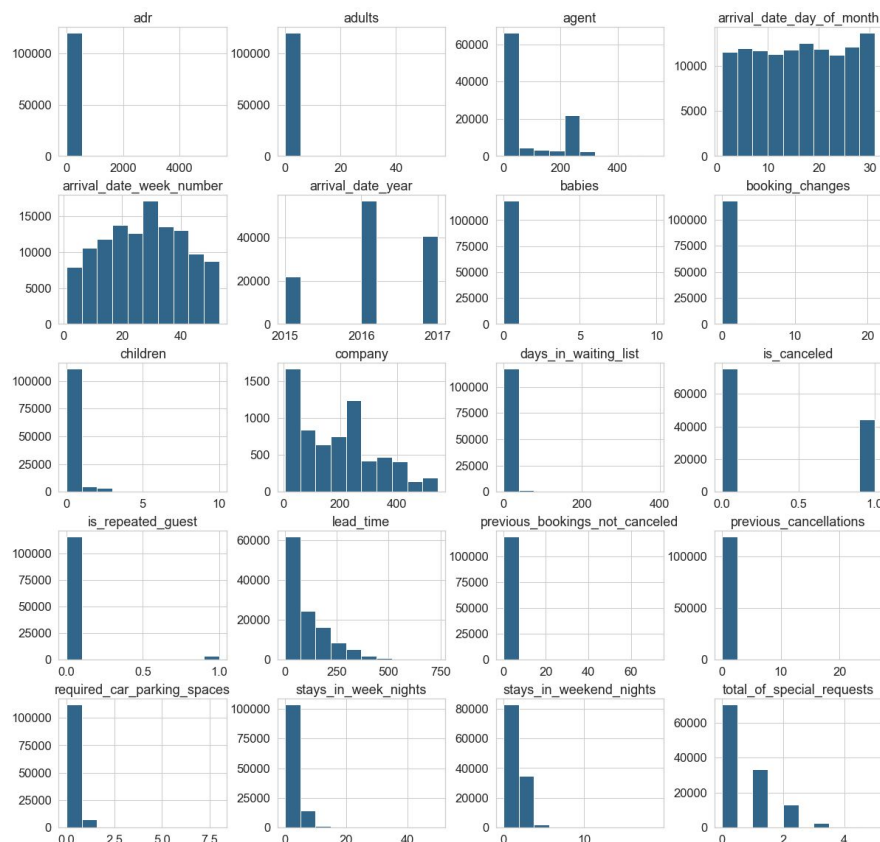 adr adults agent arrival_date_day_of_month
100000 100000 60000 10000
50000 50000 40000 5000
20000
0 0 0 0
0 2000 4000 0 20 40 0 200 400 0 10 20 30
arrival_date_week_number arrival_date_year babies booking_changes
15000 40000 100000 100000
10000 75000 75000
20000 50000 50000
5000 25000 25000
0 0 0 0
0 20 40 2015 2016 2017 0 5 10 0 10 20
children company days_in_waiting_list is_canceled
100000 1500 100000 60000
75000 1000 75000 40000
50000 500 50000 20000
25000 25000
0 0 0 0
0 5 10 0 200 400 0 200 400 0.0 0.5 1.0
is_repeated_guest lead_time previous_bookings_not_canceled previous_cancellations
100000 60000 100000 100000
75000 40000 75000
50000 50000 50000
25000 20000 25000
0 0 0 0
0.0 0.5 1.0 0 250 500 750 0 20 40 60 0 10 20
required_car_parking_spaces stays_in_week_nights stays_in_weekend_nights total_of_special_requests
100000 100000 80000 60000
75000 60000 40000
50000 50000 40000 20000
25000 20000
0 0 0 0
0.0 2.5 5.0 7.5 0 20 40 0 10 0 2 4